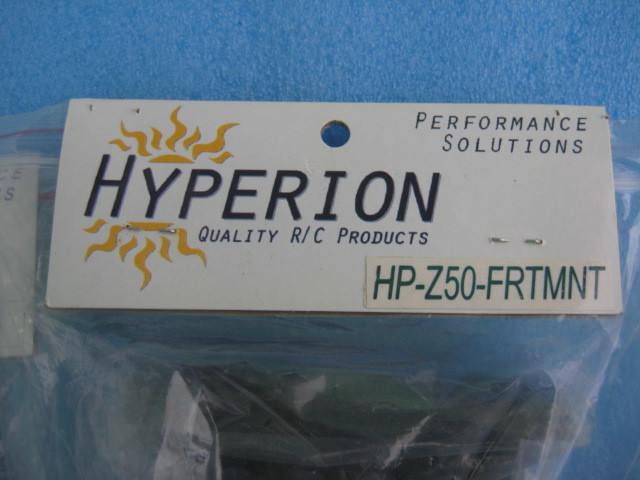 PERFORMANCE
SOLUTIONS
HYPERION
QUALITY R/C PRODUCTS
HP-Z50-FRTMNT